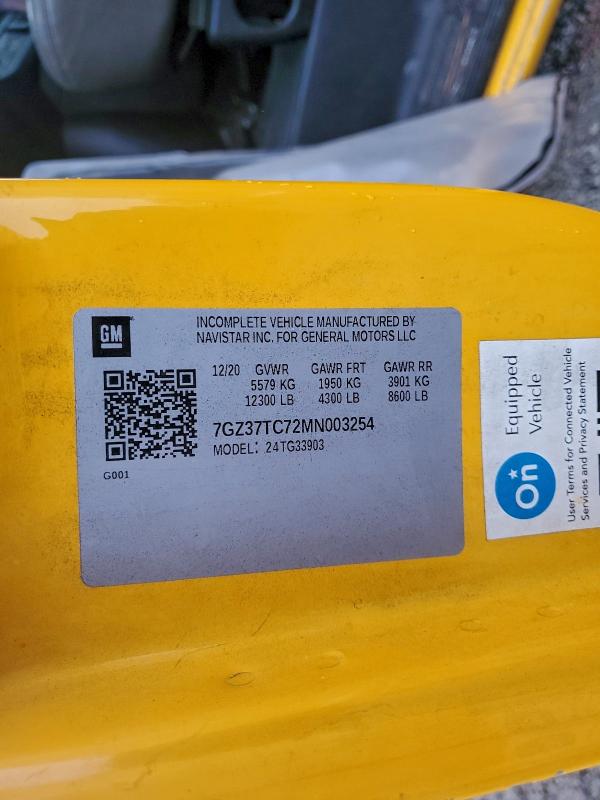 GM
INCOMPLETE VEHICLE MANUFACTURED BY
NAVISTAR INC. FOR GENERAL MOTORS LLC
12/20 GVWR GAWR FRT GAWR RR
5579 KG 1950 KG 3901 KG
12300 LB 4300 LB 8600 LB
7GZ37TC72MN003254
MODEL: 24TG33903
G001
On
Equipped
Vehicle
User Terms for Connected Vehicle
Services and Privacy Statement